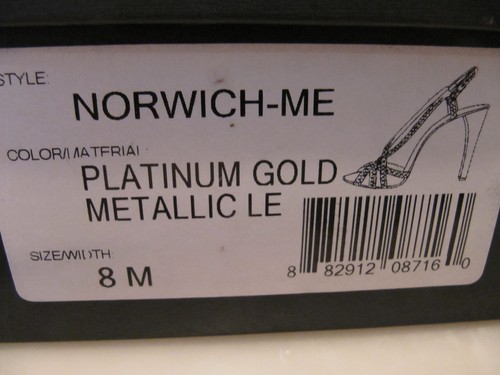 STYLE:
NORWICH-ME
COLOR/MATERIAL
PLATINUM GOLD
METALLIC LE
SIZE/WIDTH
8 M
8 82912 08716 0